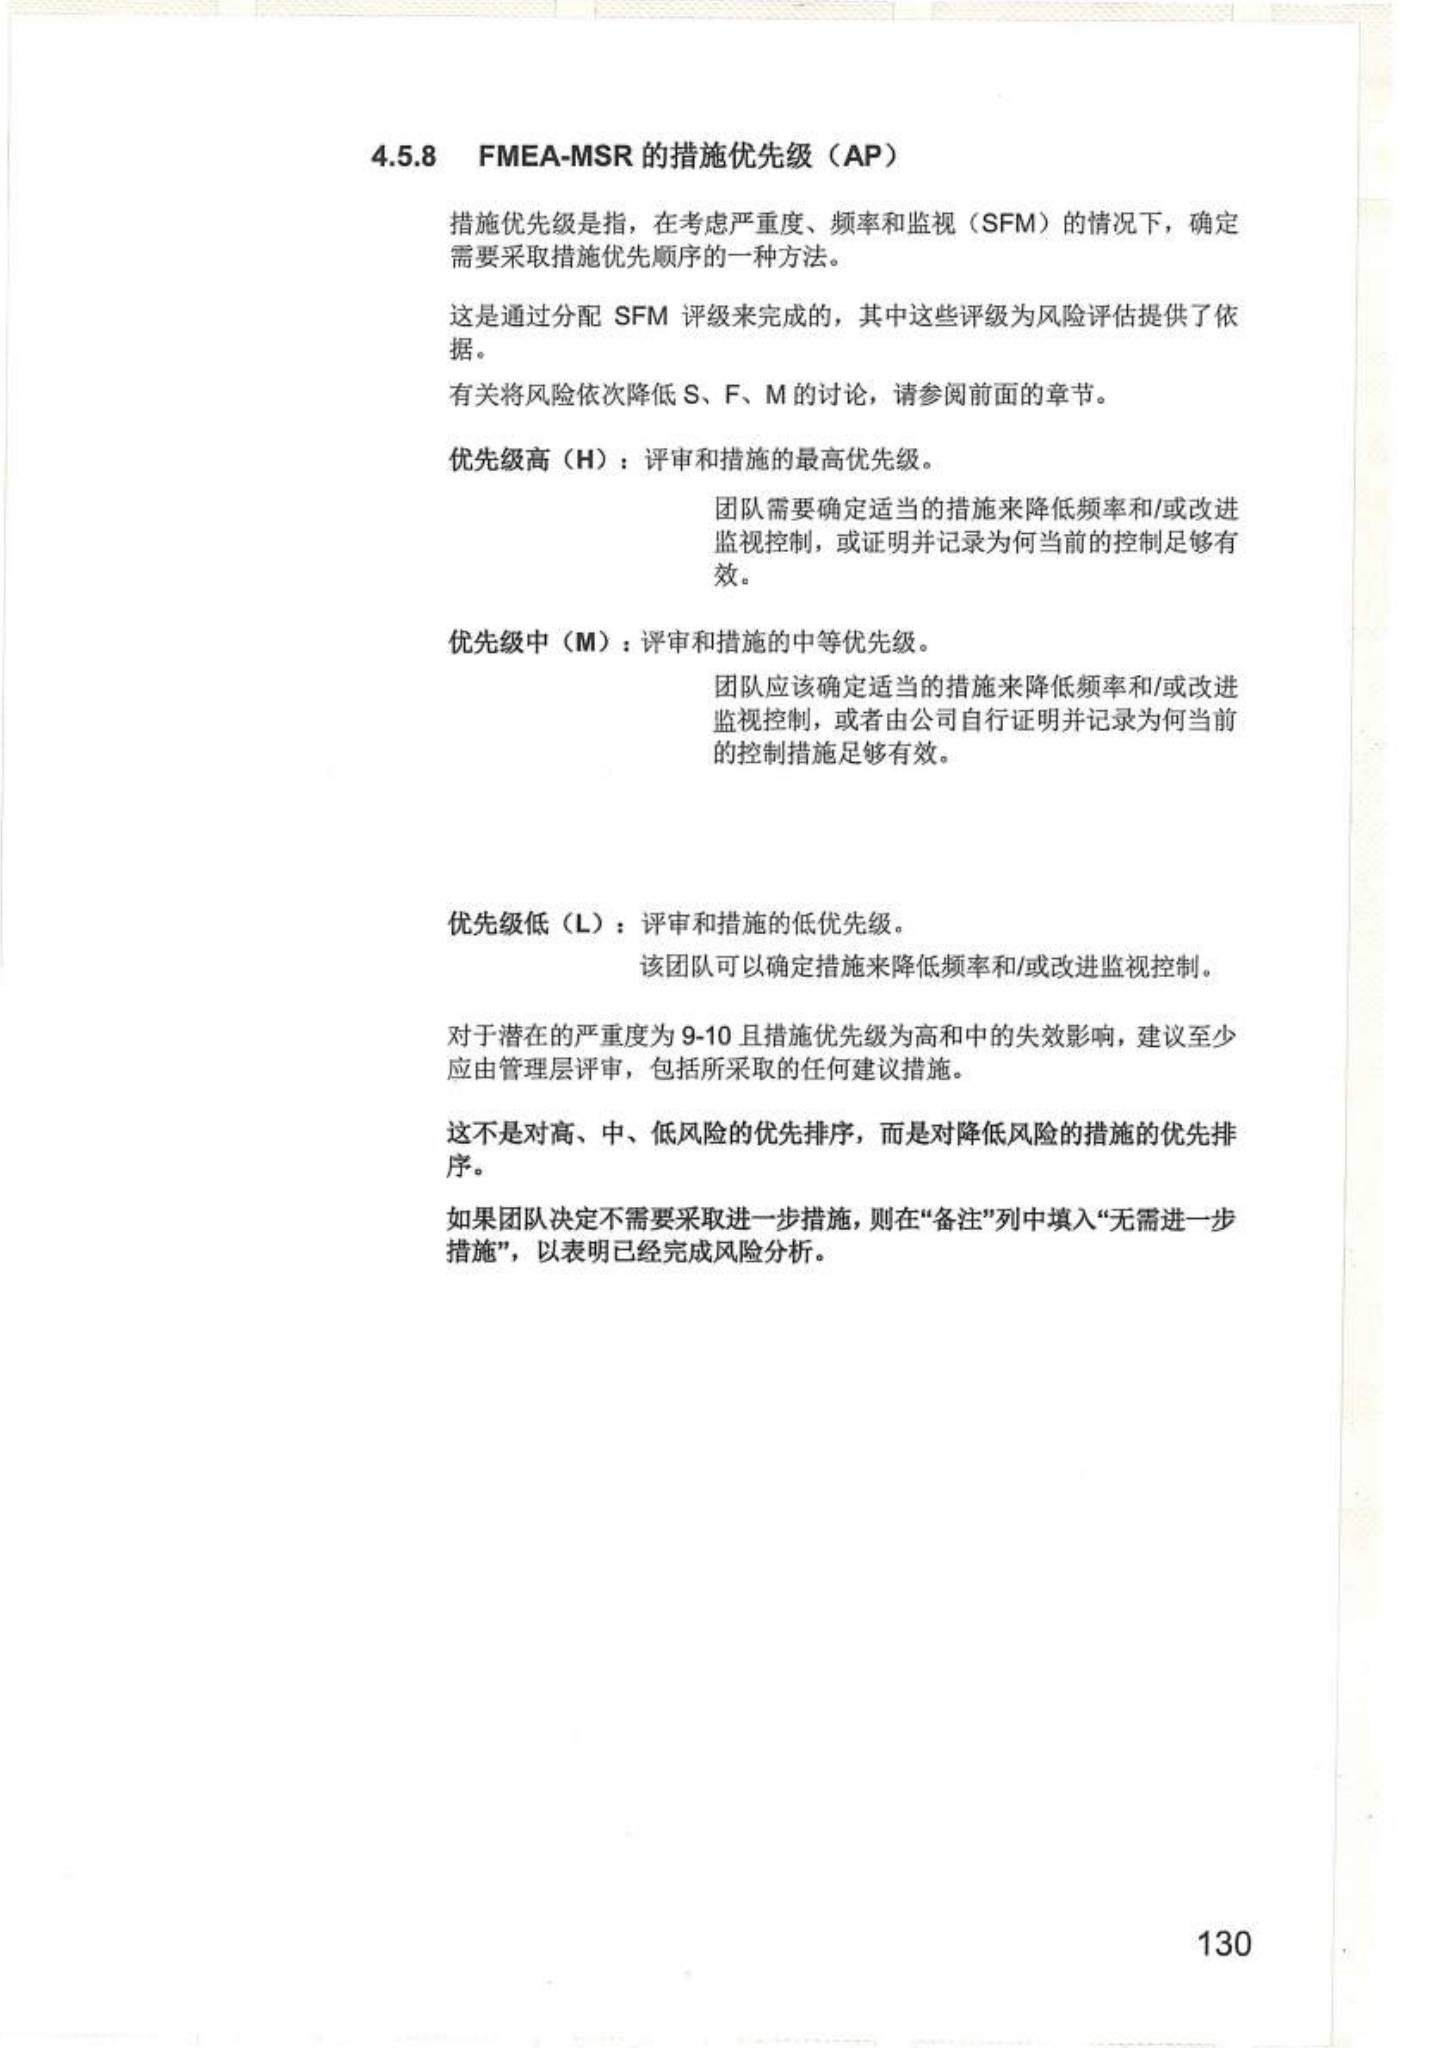 4.5.8 FMEA-MSR 的措施优先级（AP）
措施优先级是指，在考虑严重度、频率和监视（SFM）的情况下，确定
需要采取措施优先顺序的一种方法。
这是通过分配 SFM 评级来完成的，其中这些评级为风险评估提供了依
据。
有关将风险依次降低 S、F、M 的讨论，请参阅前面的章节。
优先级高（H）：评审和措施的最高优先级。
团队需要确定适当的措施来降低频率和/或改进
监视控制，或证明并记录为何当前的控制足够有
效。
优先级中（M）：评审和措施的中等优先级。
团队应该确定适当的措施来降低频率和/或改进
监视控制，或者由公司自行证明并记录为何当前
的控制措施足够有效。
优先级低（L）：评审和措施的低优先级。
该团队可以确定措施来降低频率和/或改进监视控制。
对于潜在的严重度为 9-10 且措施优先级为高和中的失效影响，建议至少
应由管理层评审，包括所采取的任何建议措施。
这不是对高、中、低风险的优先排序，而是对降低风险的措施的优先排
序。
如果团队决定不需要采取进一步措施，则在“备注”列中填入“无需进一步
措施”，以表明已经完成风险分析。
130